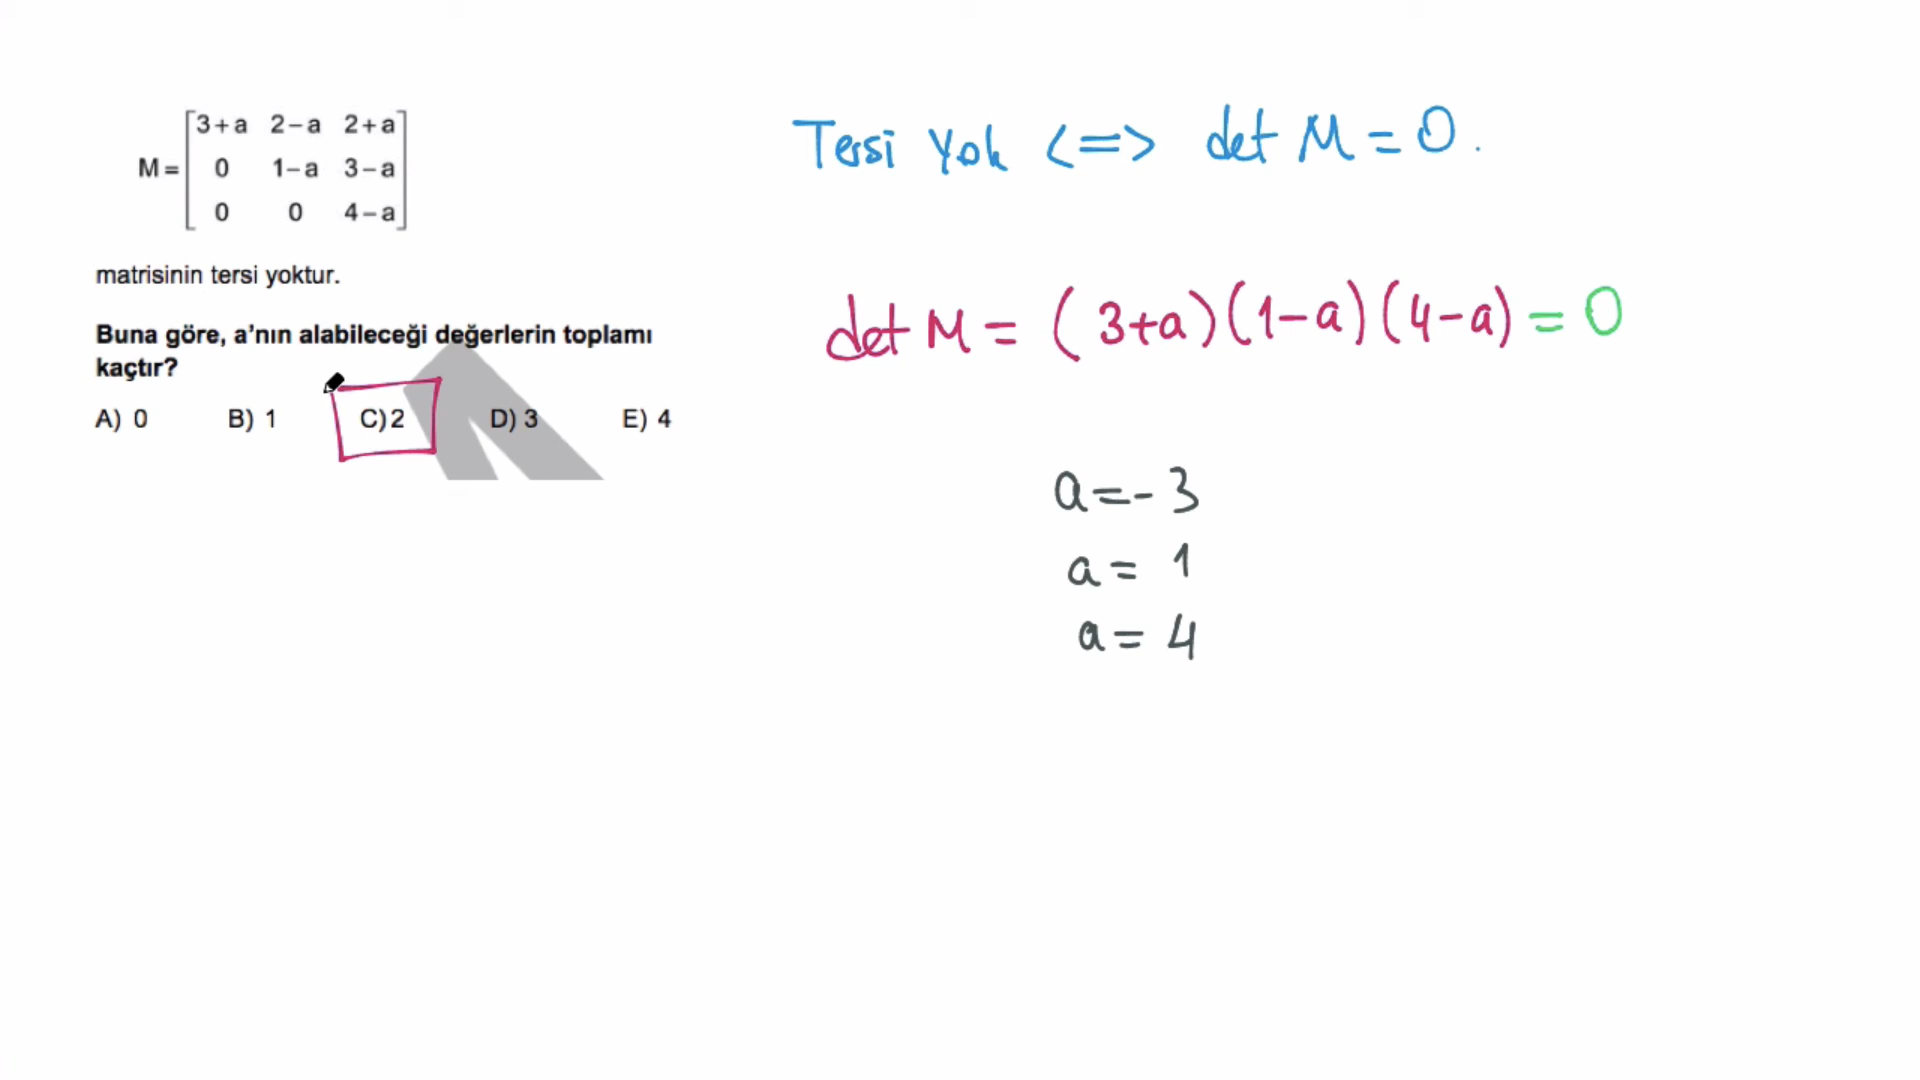 M = [3+a 2−a 2+a
0 1−a 3−a
0 0 4−a]
matrisinin tersi yoktur.
Buna göre, a’nın alabileceği değerlerin toplamı
kaçtır?
A) 0 B) 1 C) 2 D) 3 E) 4
Tersi Yok <=> det M = 0.
det M = (3+a)(1−a)(4−a) = 0
a = -3
a = 1
a = 4